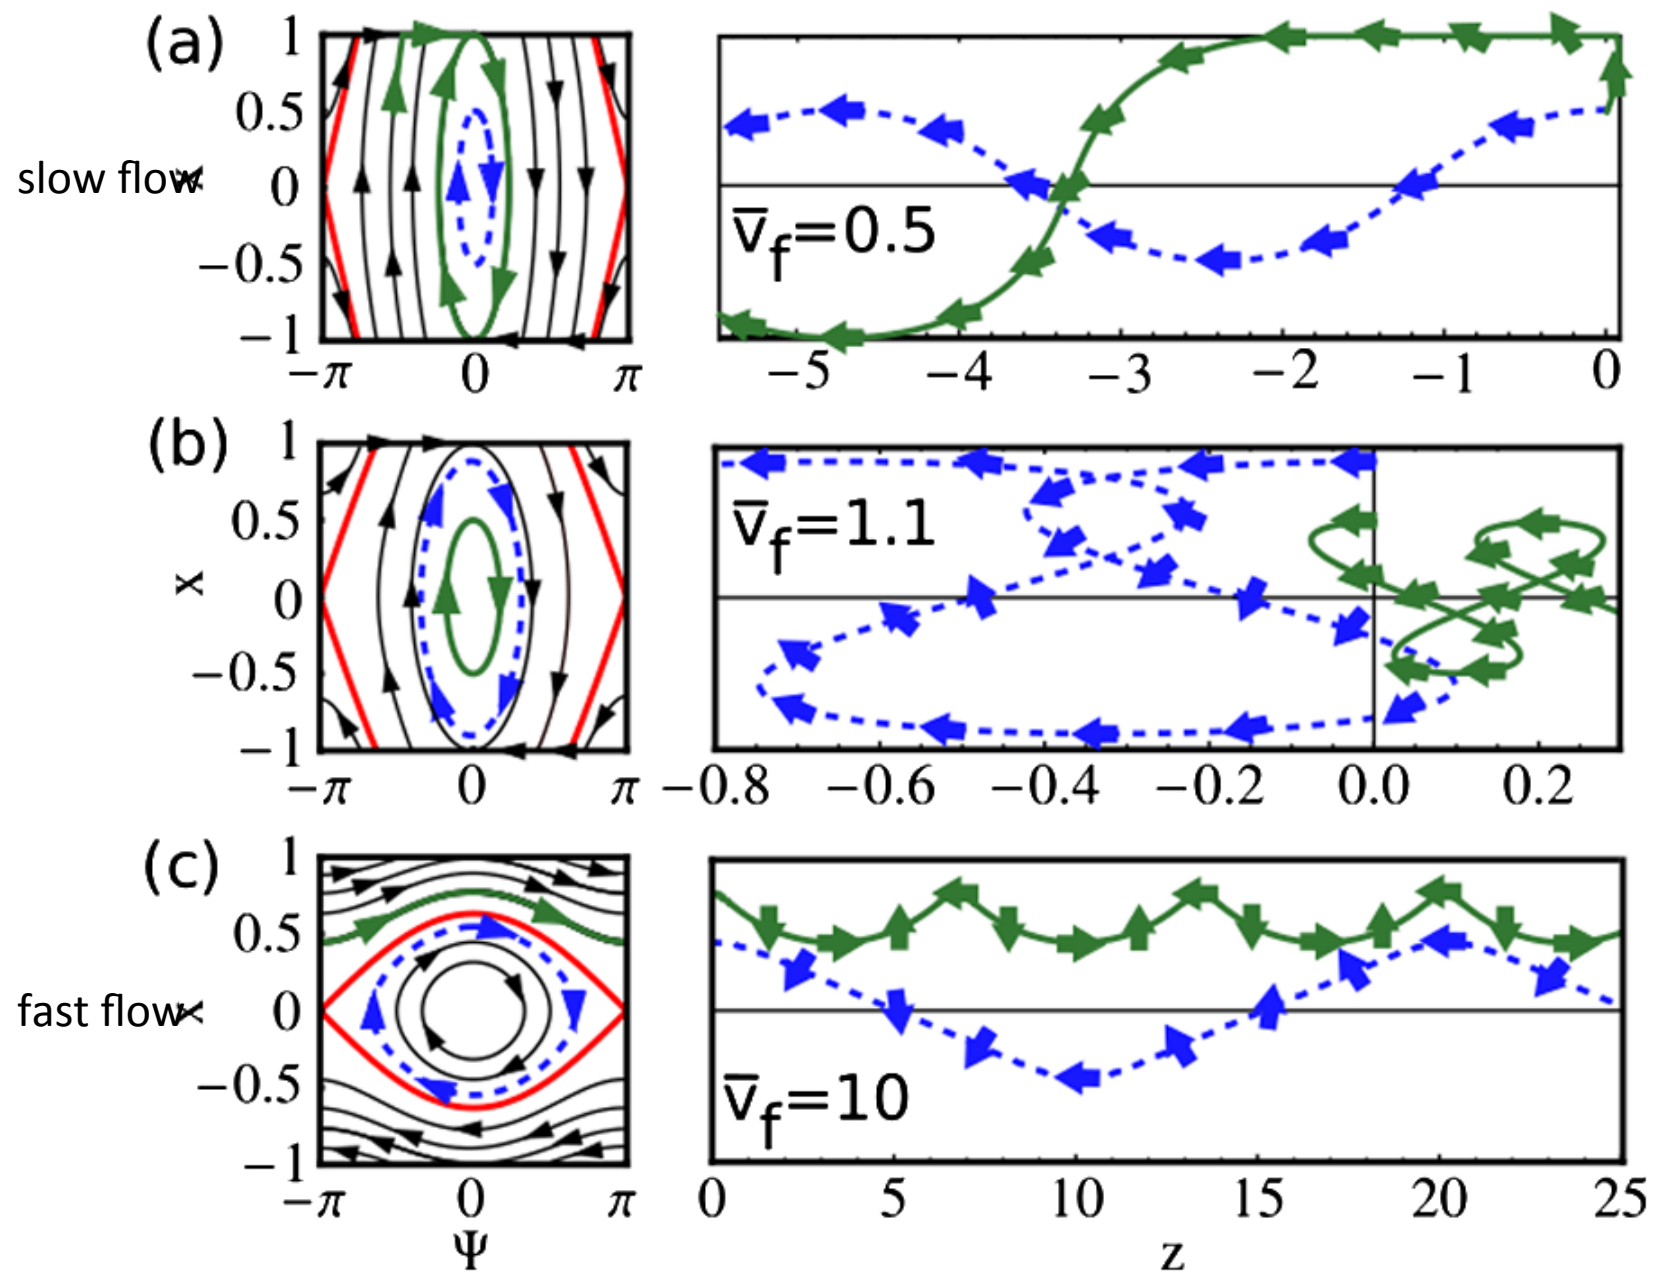 (a)
1
0.5
slow flow
x
0
−0.5
−1
−π 0 π
v̄f=0.5
−5 −4 −3 −2 −1 0
(b)
1
0.5
x
0
−0.5
−1
−π 0 π
v̄f=1.1
−0.8 −0.6 −0.4 −0.2 0.0 0.2
(c)
1
0.5
fast flow
x
0
−0.5
−1
−π 0 π
Ψ
v̄f=10
0 5 10 15 20 25
z